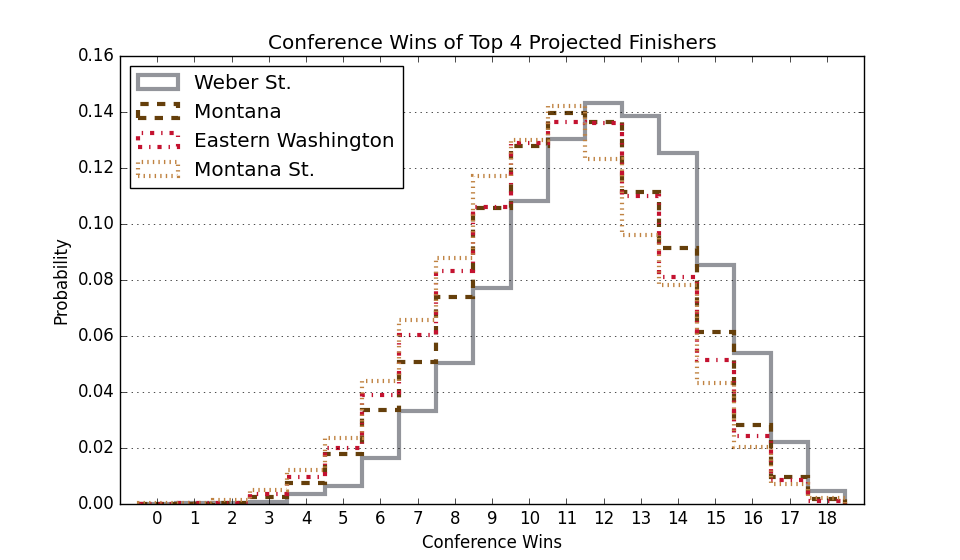 Conference Wins of Top 4 Projected Finishers
0.16
0.14
0.12
0.10
0.08
0.06
0.04
0.02
0.00
Probability
Weber St.
Montana
Eastern Washington
Montana St.
0 1 2 3 4 5 6 7 8 9 10 11 12 13 14 15 16 17 18
Conference Wins